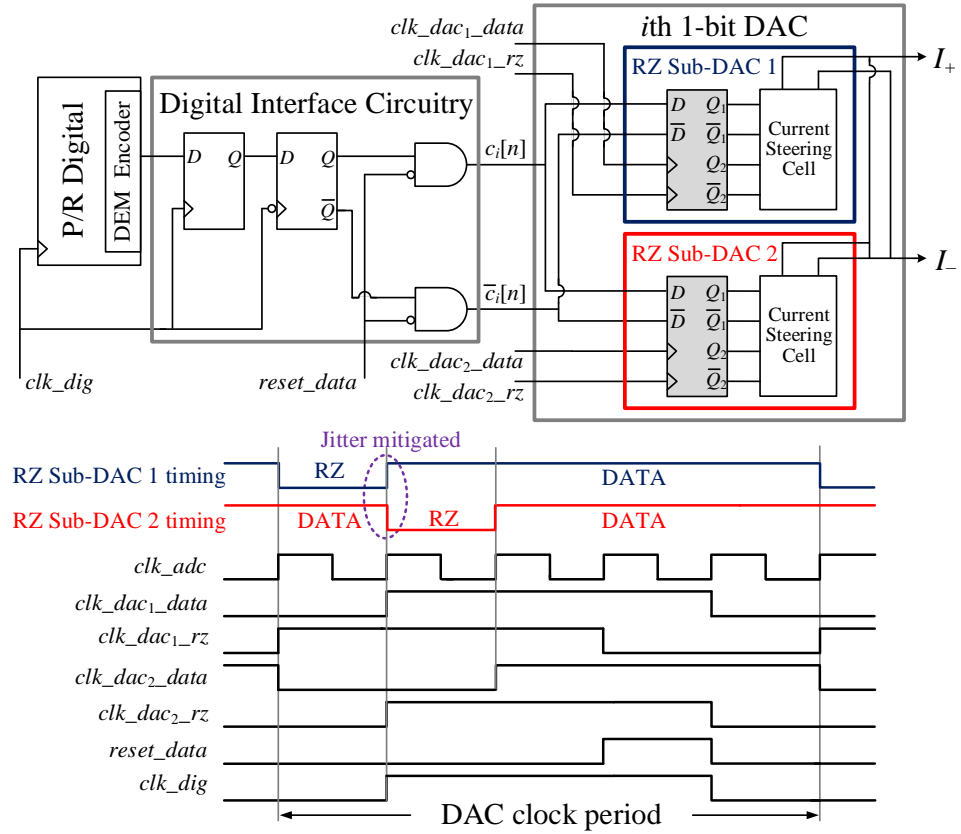 clk_dac₁_data
clk_dac₁_rz
ith 1-bit DAC
RZ Sub-DAC 1
I₊
Digital Interface Circuitry
P/R Digital
DEM Encoder
D Q
D Q
Q̅
cᵢ[n]
D Q₁
D̅ Q̅₁
Q₂
Q̅₂
Current
Steering
Cell
RZ Sub-DAC 2
I₋
c̅ᵢ[n]
D Q₁
D̅ Q̅₁
Q₂
Q̅₂
Current
Steering
Cell
clk_dac₂_data
clk_dac₂_rz
clk_dig
reset_data
Jitter mitigated
RZ Sub-DAC 1 timing
RZ
DATA
RZ Sub-DAC 2 timing
DATA
RZ
DATA
clk_adc
clk_dac₁_data
clk_dac₁_rz
clk_dac₂_data
clk_dac₂_rz
reset_data
clk_dig
DAC clock period